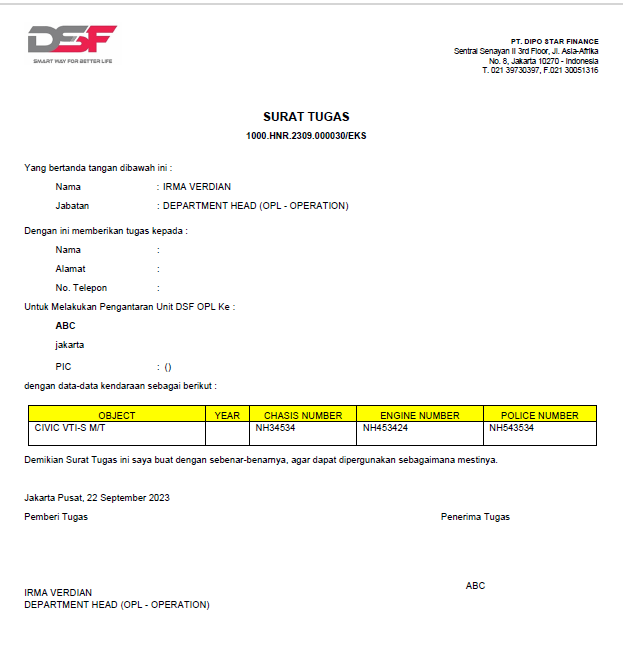 DSF
SMART WAY FOR BETTER LIFE
PT. DIPO STAR FINANCE
Sentral Senayan II 3rd Floor, Jl. Asia-Afrika
No. 8, Jakarta 10270 - Indonesia
T. 021 39730397, F.021 30051316
SURAT TUGAS
1000.HNR.2309.000030/EKS
Yang bertanda tangan dibawah ini :
Nama : IRMA VERDIAN
Jabatan : DEPARTMENT HEAD (OPL - OPERATION)
Dengan ini memberikan tugas kepada :
Nama :
Alamat :
No. Telepon :
Untuk Melakukan Pengantaran Unit DSF OPL Ke :
ABC
jakarta
PIC : ()
dengan data-data kendaraan sebagai berikut :
OBJECT YEAR CHASIS NUMBER ENGINE NUMBER POLICE NUMBER
CIVIC VTI-S M/T NH34534 NH453424 NH543534
Demikian Surat Tugas ini saya buat dengan sebenar-benarnya, agar dapat dipergunakan sebagaimana mestinya.
Jakarta Pusat, 22 September 2023
Pemberi Tugas Penerima Tugas
IRMA VERDIAN ABC
DEPARTMENT HEAD (OPL - OPERATION)